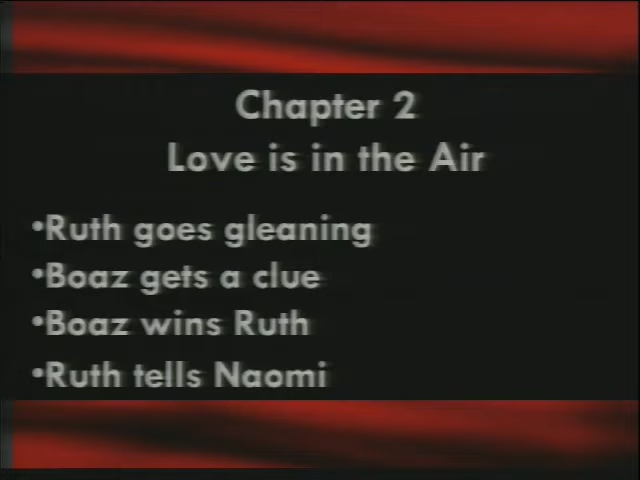 Chapter 2
Love is in the Air
•Ruth goes gleaning
•Boaz gets a clue
•Boaz wins Ruth
•Ruth tells Naomi